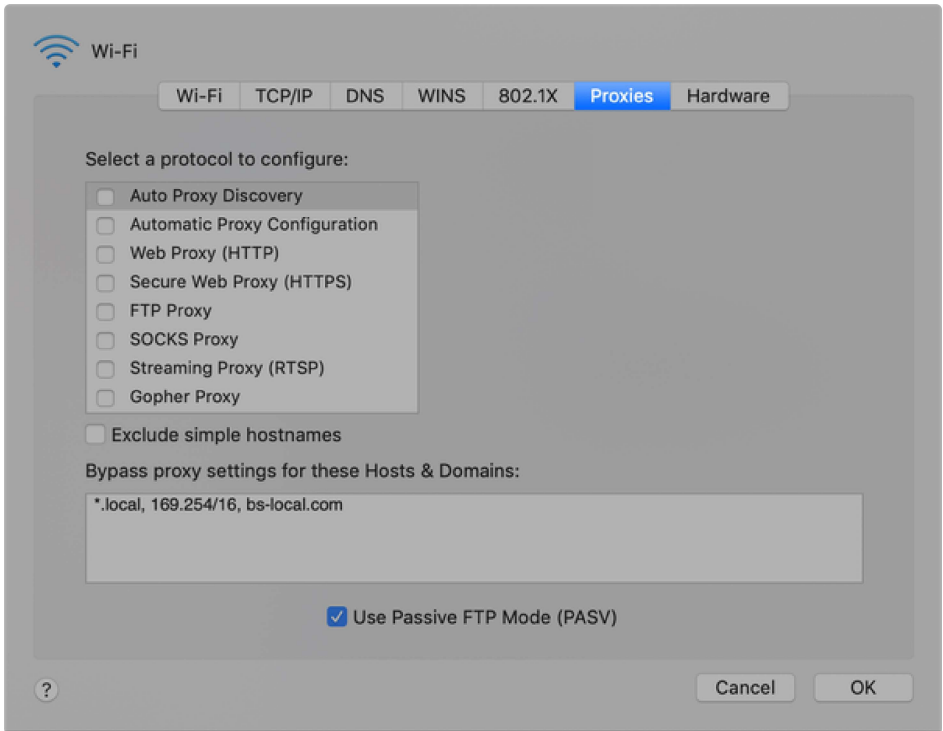 Wi-Fi
Wi-Fi TCP/IP DNS WINS 802.1X Proxies Hardware
Select a protocol to configure:
Auto Proxy Discovery
Automatic Proxy Configuration
Web Proxy (HTTP)
Secure Web Proxy (HTTPS)
FTP Proxy
SOCKS Proxy
Streaming Proxy (RTSP)
Gopher Proxy
Exclude simple hostnames
Bypass proxy settings for these Hosts & Domains:
*.local, 169.254/16, bs-local.com
Use Passive FTP Mode (PASV)
? Cancel OK